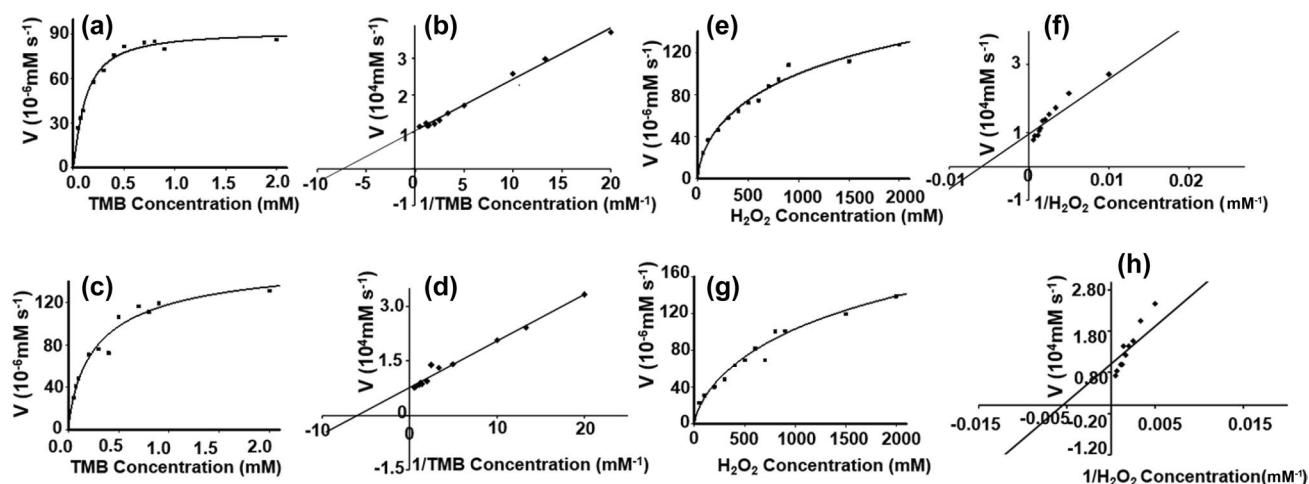 (a)
V (10⁻⁶mM s⁻¹)
90
60
30
0
0.0 0.5 1.0 1.5 2.0
TMB Concentration (mM)
(b)
V (10⁴mM s⁻¹)
3
2
1
-10 -5 0 5 10 15 20
-1
1/TMB Concentration (mM⁻¹)
(e)
V (10⁻⁶mM s⁻¹)
120
80
40
0
0 500 1000 1500 2000
H₂O₂ Concentration (mM)
(f)
V (10⁴mM s⁻¹)
3
1
-0.01 0 0.01 0.02
-1
1/H₂O₂ Concentration (mM⁻¹)
(c)
V (10⁻⁶mM s⁻¹)
120
80
40
0
0.0 0.5 1.0 1.5 2.0
TMB Concentration (mM)
(d)
V (10⁴mM s⁻¹)
3.0
1.5
0
-10 0 10 20
-1.5
1/TMB Concentration (mM⁻¹)
(g)
V (10⁻⁶mM s⁻¹)
160
120
80
40
0
0 500 1000 1500 2000
H₂O₂ Concentration (mM)
(h)
V (10⁴mM s⁻¹)
2.80
1.80
0.80
-0.20
-1.20
-0.015 -0.005 0.005 0.015
1/H₂O₂ Concentration(mM⁻¹)